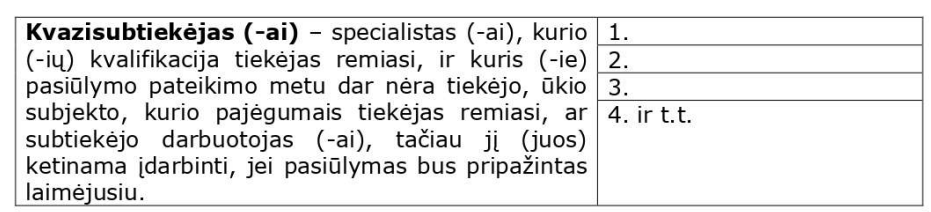 Kvazisubtiekėjas (-ai) – specialistas (-ai), kurio
(-ių) kvalifikacija tiekėjas remiasi, ir kuris (-ie)
pasiūlymo pateikimo metu dar nėra tiekėjo, ūkio
subjekto, kurio pajėgumais tiekėjas remiasi, ar
subtiekėjo darbuotojas (-ai), tačiau jį (juos)
ketinama įdarbinti, jei pasiūlymas bus pripažintas
laimėjusiu.
1.
2.
3.
4. ir t.t.